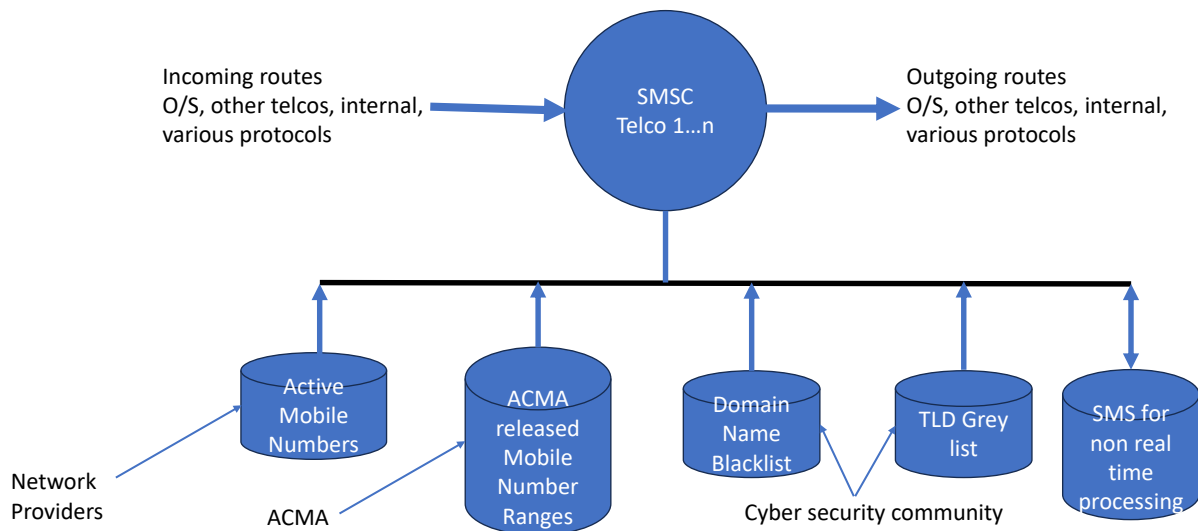 Incoming routes
O/S, other telcos, internal,
various protocols
SMSC
Telco 1...n
Outgoing routes
O/S, other telcos, internal,
various protocols
Active
Mobile
Numbers
ACMA
released
Mobile
Number
Ranges
Domain
Name
Blacklist
TLD Grey
list
SMS for
non real
time
processing
Network
Providers
ACMA
Cyber security community